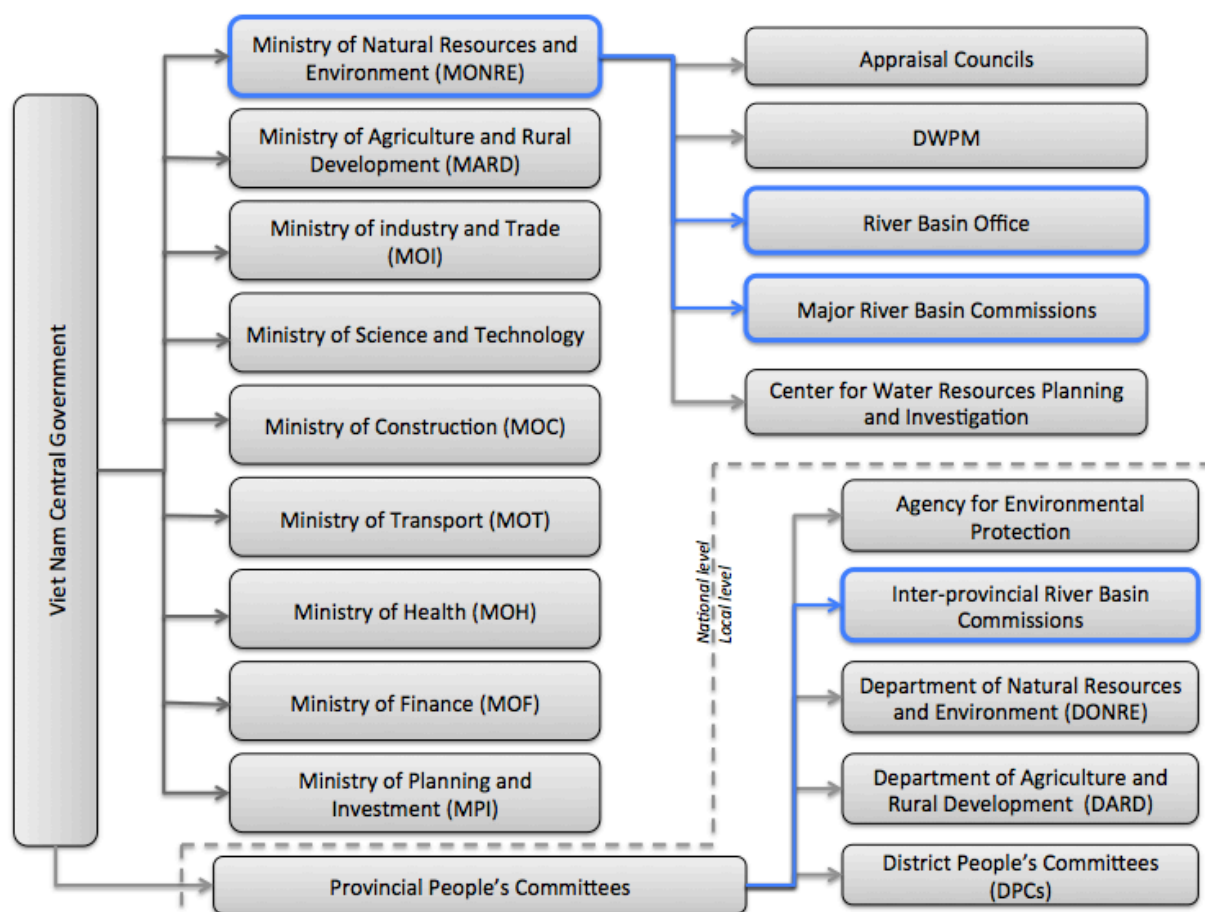 Viet Nam Central Government
Ministry of Natural Resources and
Environment (MONRE)
Ministry of Agriculture and Rural
Development (MARD)
Ministry of industry and Trade
(MOI)
Ministry of Science and Technology
Ministry of Construction (MOC)
Ministry of Transport (MOT)
Ministry of Health (MOH)
Ministry of Finance (MOF)
Ministry of Planning and
Investment (MPI)
Provincial People's Committees
Appraisal Councils
DWPM
River Basin Office
Major River Basin Commissions
Center for Water Resources Planning
and Investigation
National level
Local level
Agency for Environmental
Protection
Inter-provincial River Basin
Commissions
Department of Natural Resources
and Environment (DONRE)
Department of Agriculture and
Rural Development (DARD)
District People's Committees
(DPCs)